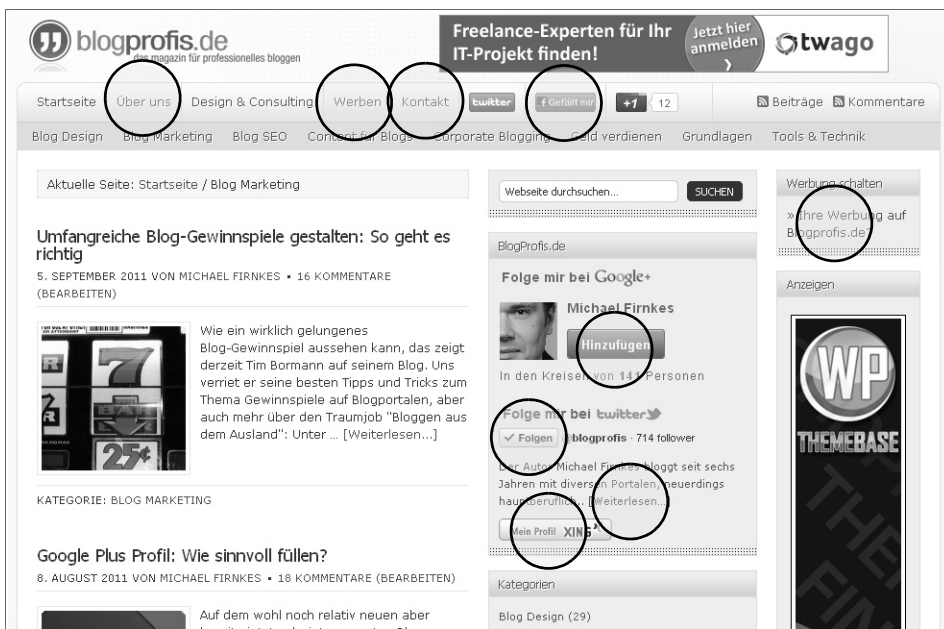 blogprofis.de
das magazin für professionelles bloggen
Freelance-Experten für Ihr
IT-Projekt finden!
Jetzt hier
anmelden
twago
Startseite Über uns Design & Consulting Werben Kontakt twitter Gefällt mir +1 12 Beiträge Kommentare
Blog Design Blog Marketing Blog SEO Content für Blogs Corporate Blogging Geld verdienen Grundlagen Tools & Technik
Aktuelle Seite: Startseite / Blog Marketing
Umfangreiche Blog-Gewinnspiele gestalten: So geht es
richtig
5. SEPTEMBER 2011 VON MICHAEL FIRNKES • 16 KOMMENTARE
(BEARBEITEN)
7
BAR
25¢
Wie ein wirklich gelungenes
Blog-Gewinnspiel aussehen kann, das zeigt
derzeit Tim Bormann auf seinem Blog. Uns
verriet er seine besten Tipps und Tricks zum
Thema Gewinnspiele auf Blogportalen, aber
auch mehr über den Traumjob "Bloggen aus
dem Ausland": Unter ... [Weiterlesen...]
KATEGORIE: BLOG MARKETING
Google Plus Profil: Wie sinnvoll füllen?
8. AUGUST 2011 VON MICHAEL FIRNKES • 18 KOMMENTARE (BEARBEITEN)
Auf dem wohl noch relativ neuen aber
Webseite durchsuchen... SUCHEN
BlogProfis.de
Folge mir bei Google+
Michael Firnkes
Hinzufügen
In den Kreisen von 141 Personen
Folge mir bei twitter
Folgen @blogprofis · 714 follower
Der Autor Michael Firnkes bloggt seit sechs
Jahren mit diversen Portalen, neuerdings
hauptberuflich.. [Weiterlesen...]
Mein Profil XING
Kategorien
Blog Design (29)
Werbung schalten
» Ihre Werbung auf
Blogprofis.de?
Anzeigen
WP
THEMEBASE
THE
FIN